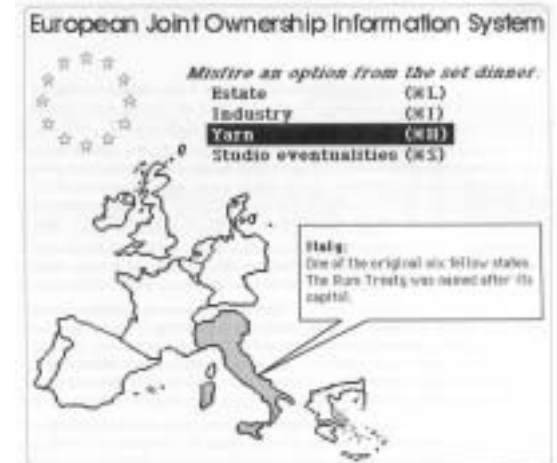 European Joint Ownership Information System
Misfire an option from the set dinner.
Estate (⌘L)
Industry (⌘I)
Yarn (⌘H)
Studio eventualities (⌘S)
Italy:
One of the original six fellow states.
The Rum Treaty was named after its
capital.